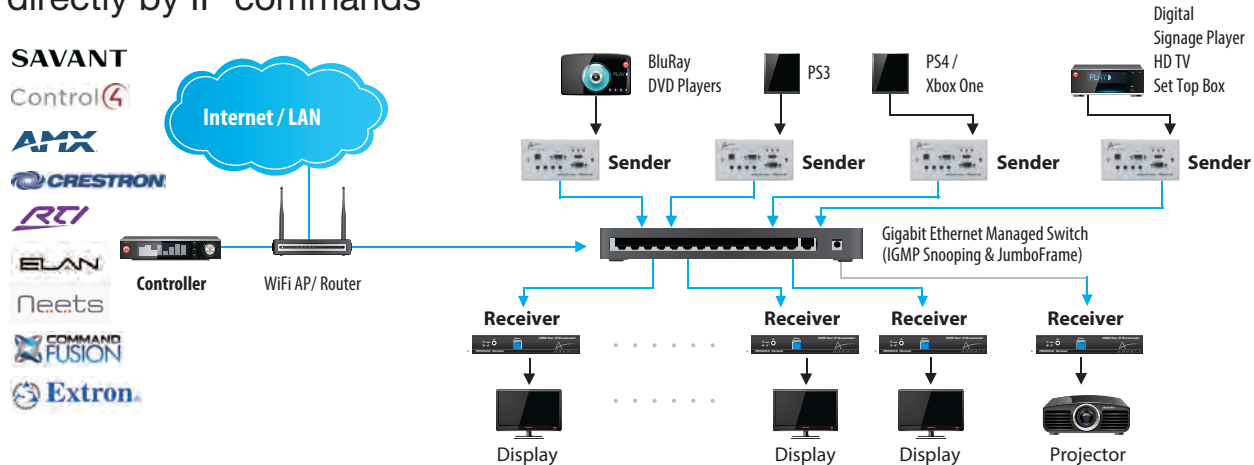 directly by IP commands
SAVANT
Control4
AMX
CRESTRON
RTI
ELAN
Neets
COMMAND
FUSION
Extron
Internet / LAN
Controller
WiFi AP/ Router
BluRay
DVD Players
PS3
PS4 /
Xbox One
Digital
Signage Player
HD TV
Set Top Box
PLAY
PLAY
Sender
Sender
Sender
Sender
Gigabit Ethernet Managed Switch
(IGMP Snooping & JumboFrame)
Receiver
Receiver
Receiver
Receiver
Display
Display
Display
Projector